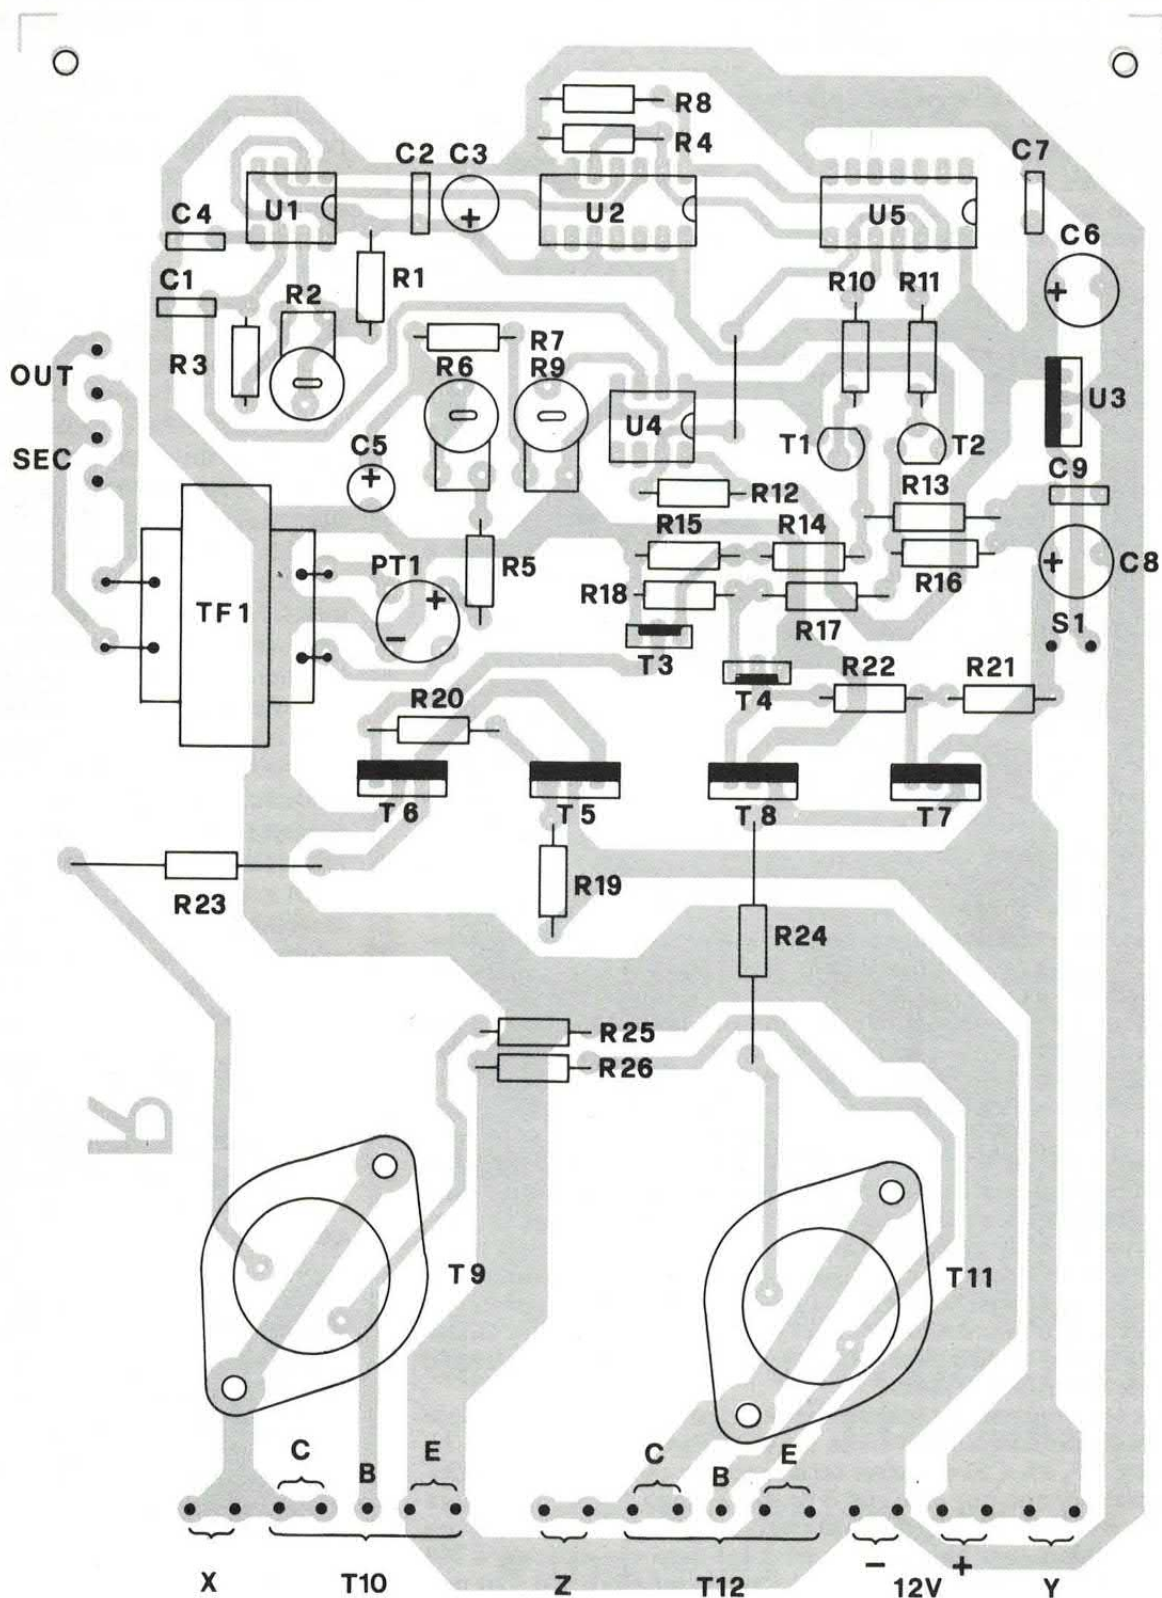 R8
R4
C2 C3
C7
U1
U2
U5
C4
C6
C1
R2
R1
R10 R11
R3
R7
OUT
R6 R9
U3
U4
T1
T2
SEC
C5
C9
R12
R13
R15 R14
PT1
R5
R16
C8
TF1
R18
R17
S1
T3
T4
R22 R21
R20
T6
T5
T8
T7
R23
R19
R24
R25
R26
T9
T11
C
B
E
C
B
E
X
T10
Z
T12
-
12V
+
Y